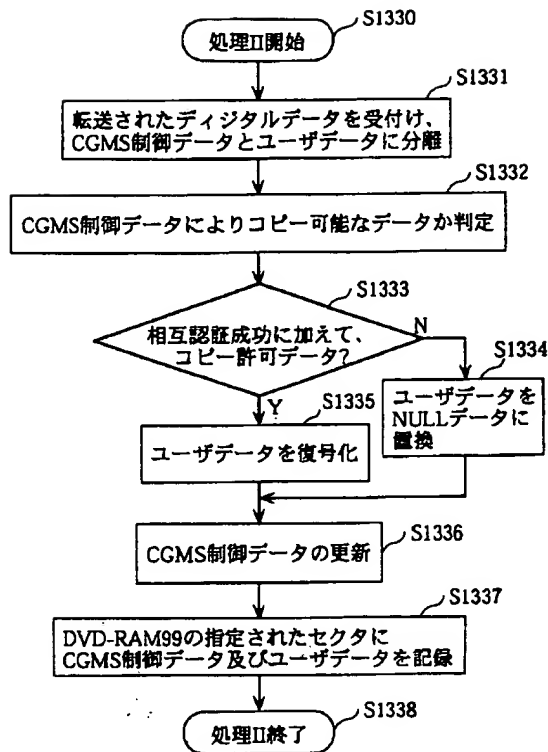 S1330
処理II開始
S1331
転送されたディジタルデータを受付け、
CGMS制御データとユーザデータに分離
S1332
CGMS制御データによりコピー可能なデータか判定
S1333
相互認証成功に加えて、
コピー許可データ?
N
S1334
ユーザデータを
NULLデータに
置換
Y
S1335
ユーザデータを復号化
S1336
CGMS制御データの更新
S1337
DVD-RAM99の指定されたセクタに
CGMS制御データ及びユーザデータを記録
S1338
処理II終了